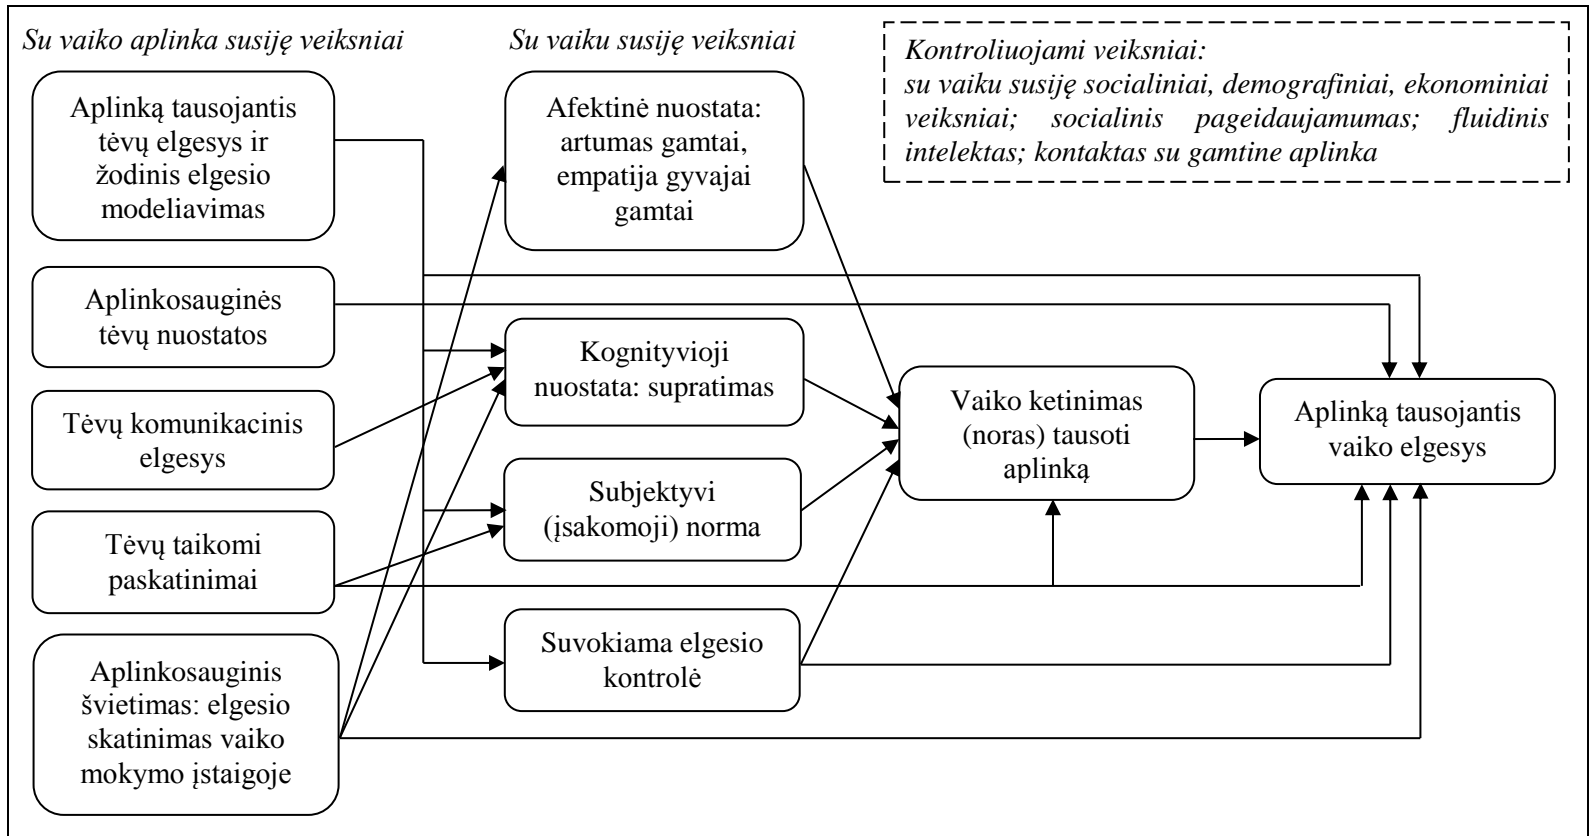 Su vaiko aplinka susiję veiksniai
Aplinką tausojantis
tėvų elgesys ir
žodinis elgesio
modeliavimas
Aplinkosauginės
tėvų nuostatos
Tėvų komunikacinis
elgesys
Tėvų taikomi
paskatinimai
Aplinkosauginis
švietimas: elgesio
skatinimas vaiko
mokymo įstaigoje
Su vaiku susiję veiksniai
Afektinė nuostata:
artumas gamtai,
empatija gyvajai
gamtai
Kognityvioji
nuostata: supratimas
Subjektyvi
(įsakomoji) norma
Suvokiama elgesio
kontrolė
Kontroliuojami veiksniai:
su vaiku susiję socialiniai, demografiniai, ekonominiai
veiksniai; socialinis pageidaujamumas; fluidinis
intelektas; kontaktas su gamtine aplinka
Vaiko ketinimas
(noras) tausoti
aplinką
Aplinką tausojantis
vaiko elgesys